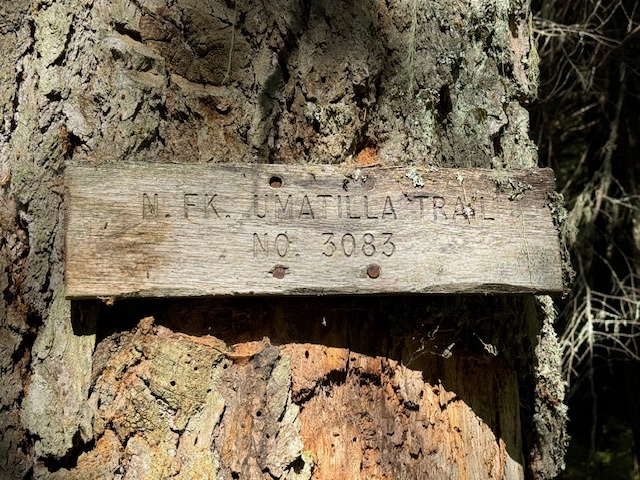 N. FK. UMATILLA TRAIL
NO. 3083